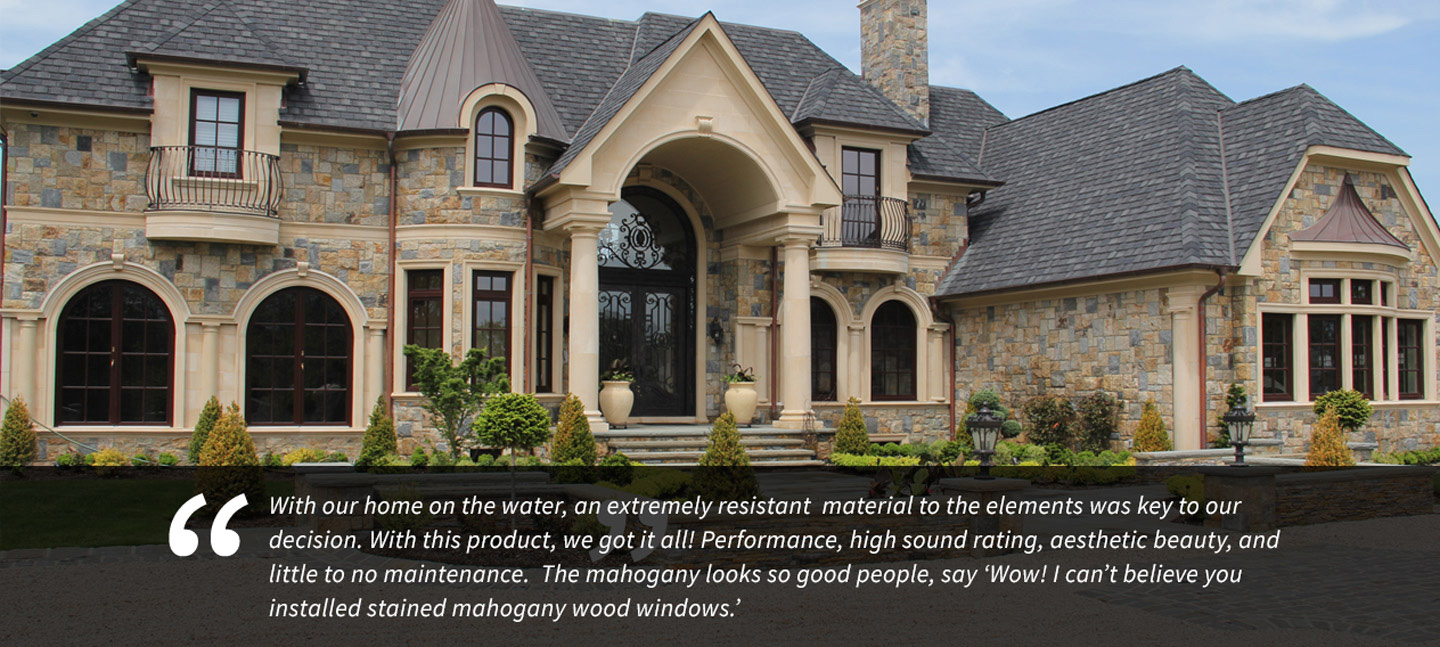 “ With our home on the water, an extremely resistant  material to the elements was key to our
decision. With this product, we got it all! Performance, high sound rating, aesthetic beauty, and
little to no maintenance.  The mahogany looks so good people, say ‘Wow! I can’t believe you
installed stained mahogany wood windows.’